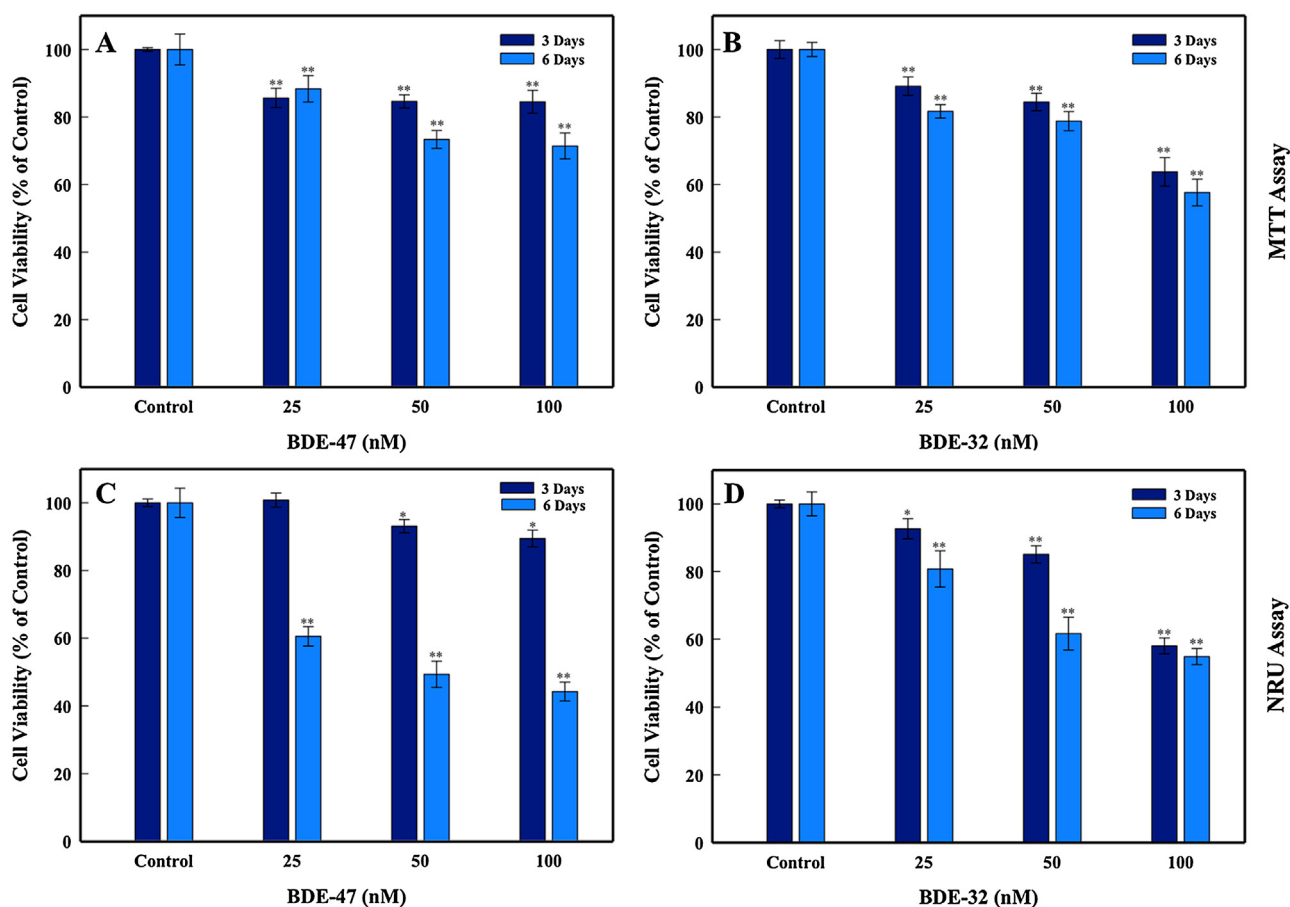 A
3 Days
6 Days
100
80
60
40
20
0
Cell Viability (% of Control)
** ** ** ** ** **
Control 25 50 100
BDE-47 (nM)
B
3 Days
6 Days
100
80
60
40
20
0
Cell Viability (% of Control)
** ** ** ** ** **
Control 25 50 100
BDE-32 (nM)
MTT Assay
C
3 Days
6 Days
100
80
60
40
20
0
Cell Viability (% of Control)
** * ** * **
Control 25 50 100
BDE-47 (nM)
D
3 Days
6 Days
100
80
60
40
20
0
Cell Viability (% of Control)
* ** ** ** ** **
Control 25 50 100
BDE-32 (nM)
NRU Assay